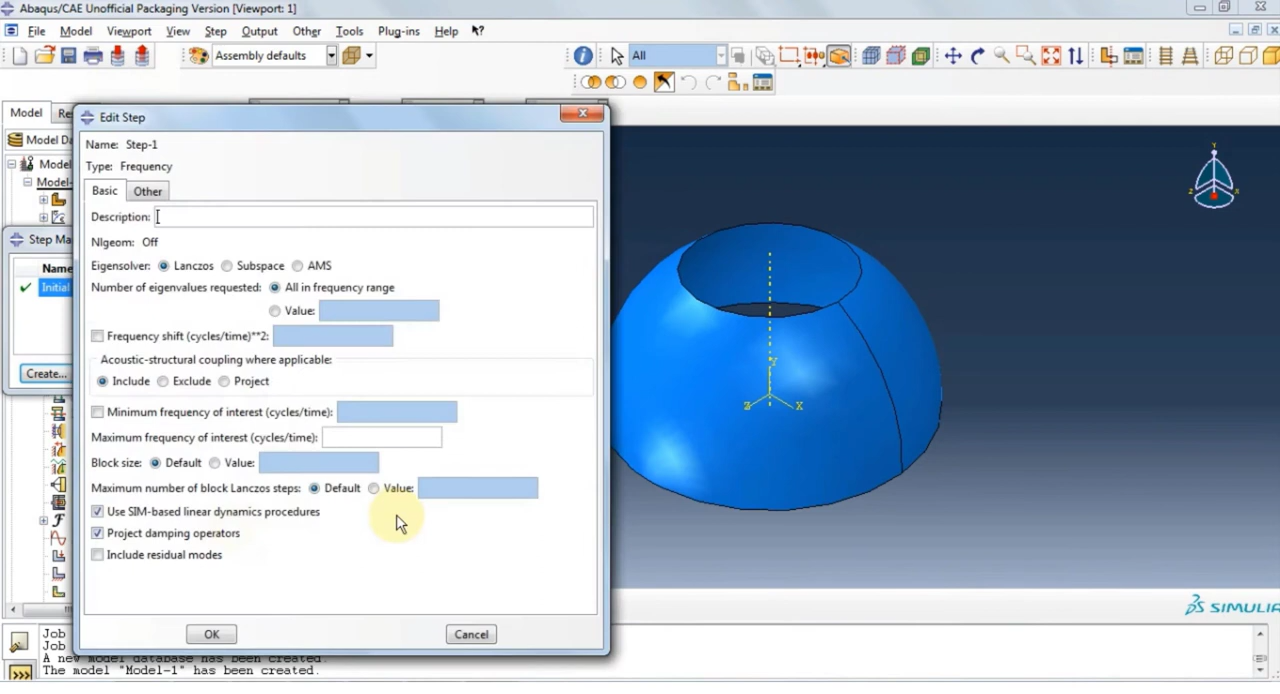 Abaqus/CAE Unofficial Packaging Version [Viewport: 1]
File Model Viewport View Step Output Other Tools Plug-ins Help
Assembly defaults
All
Model
Edit Step
Name: Step-1
Type: Frequency
Basic Other
Description:
Nlgeom: Off
Eigensolver: Lanczos Subspace AMS
Number of eigenvalues requested: All in frequency range
Value:
Frequency shift (cycles/time)**2:
Acoustic-structural coupling where applicable:
Include Exclude Project
Minimum frequency of interest (cycles/time):
Maximum frequency of interest (cycles/time):
Block size: Default Value:
Maximum number of block Lanczos steps: Default Value:
Use SIM-based linear dynamics procedures
Project damping operators
Include residual modes
OK Cancel
Model
Name
Initial
Create...
Y
Z X
Y
Z X
SIMULIA
Job
Job
A new model database has been created.
The model "Model-1" has been created.